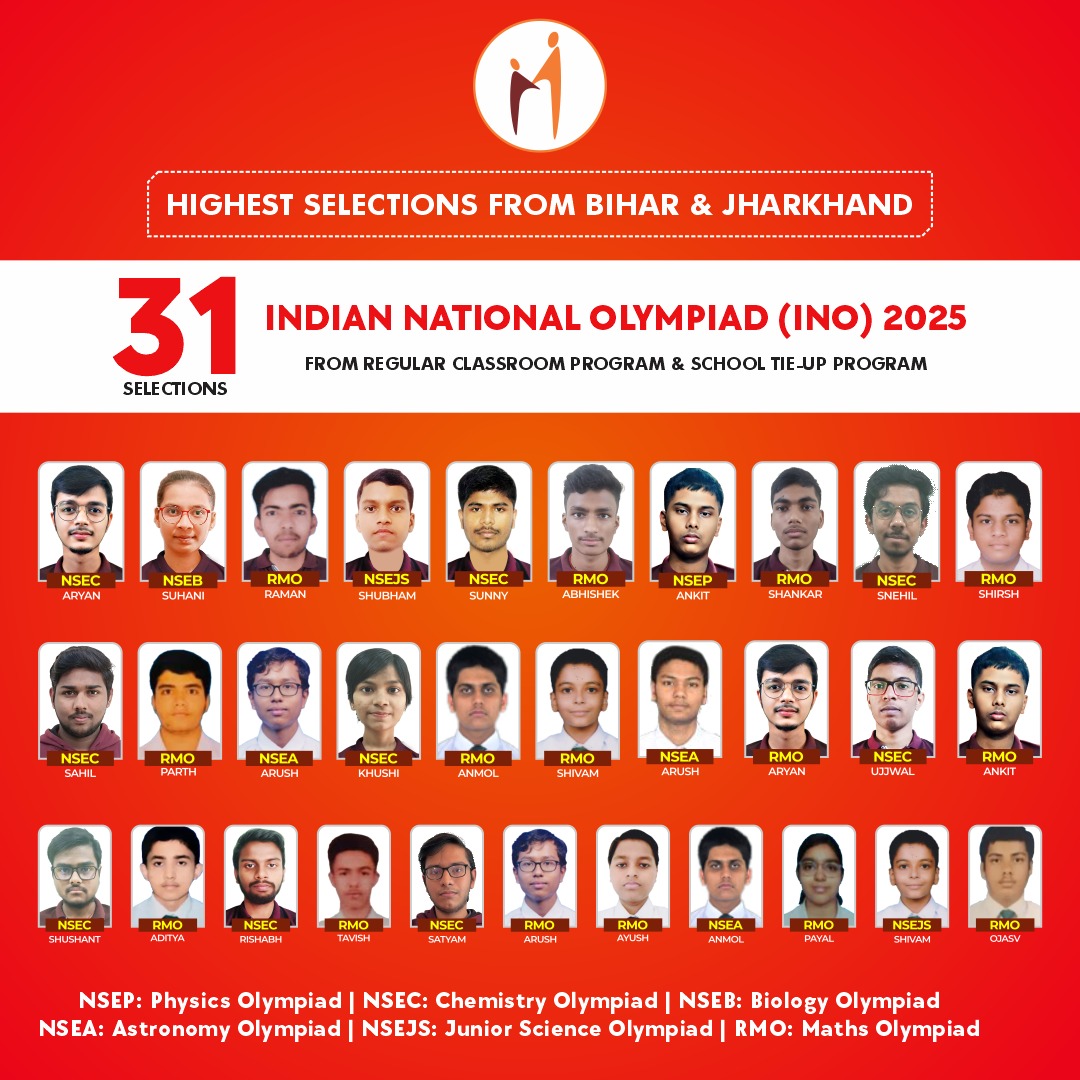 HIGHEST SELECTIONS FROM BIHAR & JHARKHAND
31
SELECTIONS
INDIAN NATIONAL OLYMPIAD (INO) 2025
FROM REGULAR CLASSROOM PROGRAM & SCHOOL TIE-UP PROGRAM
NSEC NSEB RMO NSEJS NSEC RMO NSEP RMO NSEC RMO
ARYAN SUHANI RAMAN SHUBHAM SUNNY ABHISHEK ANKIT SHANKAR SNEHIL SHIRSH
NSEC RMO NSEA NSEC RMO RMO NSEA RMO NSEC RMO
SAHIL PARTH ARUSH KHUSHI ANMOL SHIVAM ARUSH ARYAN UJJWAL ANKIT
NSEC RMO NSEC RMO NSEC RMO RMO NSEA RMO NSEJS RMO
SHUSHANT ADITYA RISHABH TAVISH SATYAM ARUSH AYUSH ANMOL PAYAL SHIVAM OJASV
NSEP: Physics Olympiad | NSEC: Chemistry Olympiad | NSEB: Biology Olympiad
NSEA: Astronomy Olympiad | NSEJS: Junior Science Olympiad | RMO: Maths Olympiad